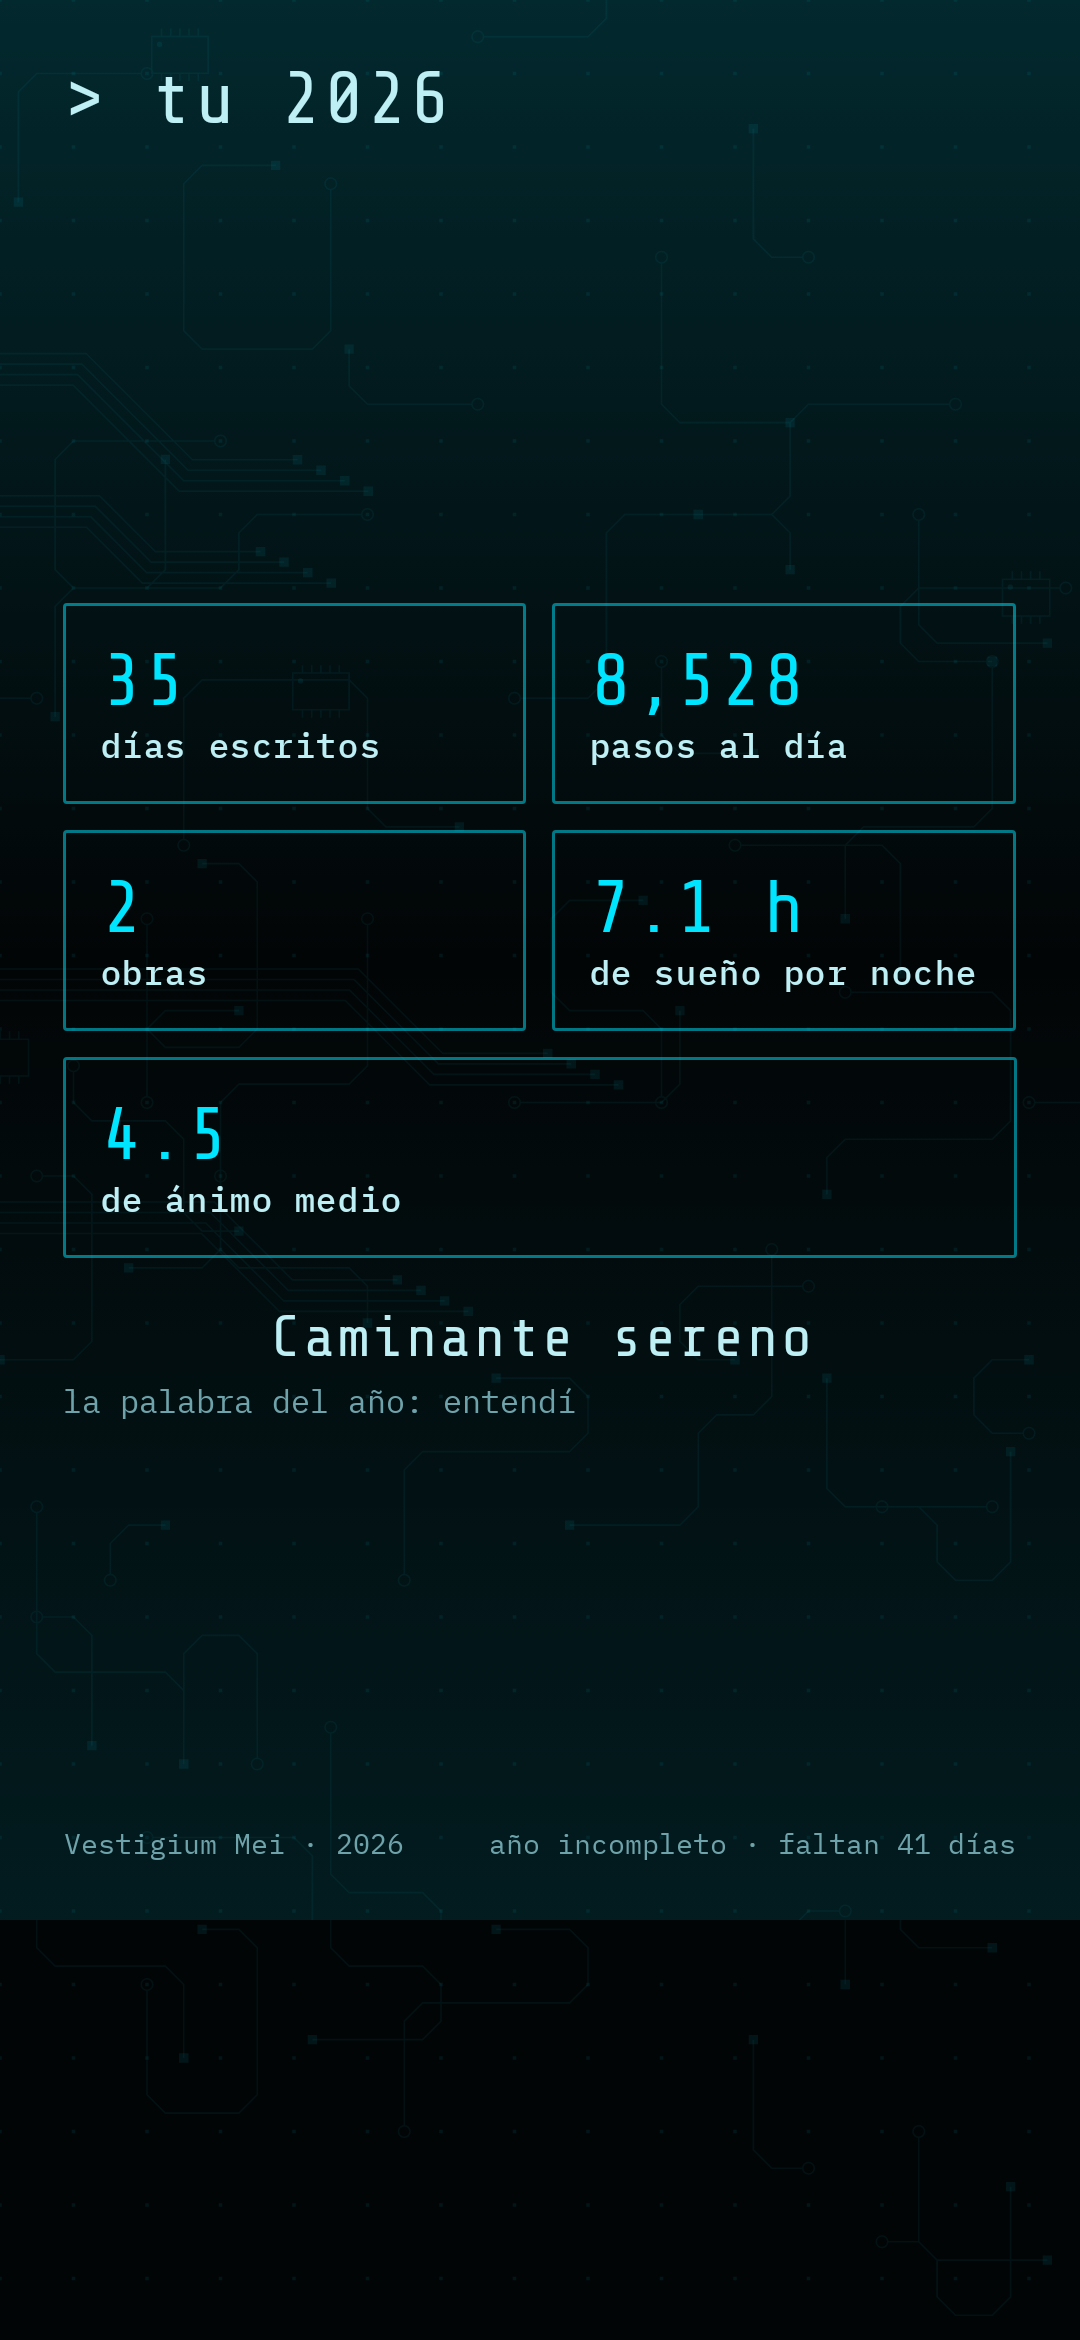 > tu 2026
35
días escritos
8,528
pasos al día
2
obras
7.1 h
de sueño por noche
4.5
de ánimo medio
Caminante sereno
la palabra del año: entendí
Vestigium Mei · 2026
año incompleto · faltan 41 días